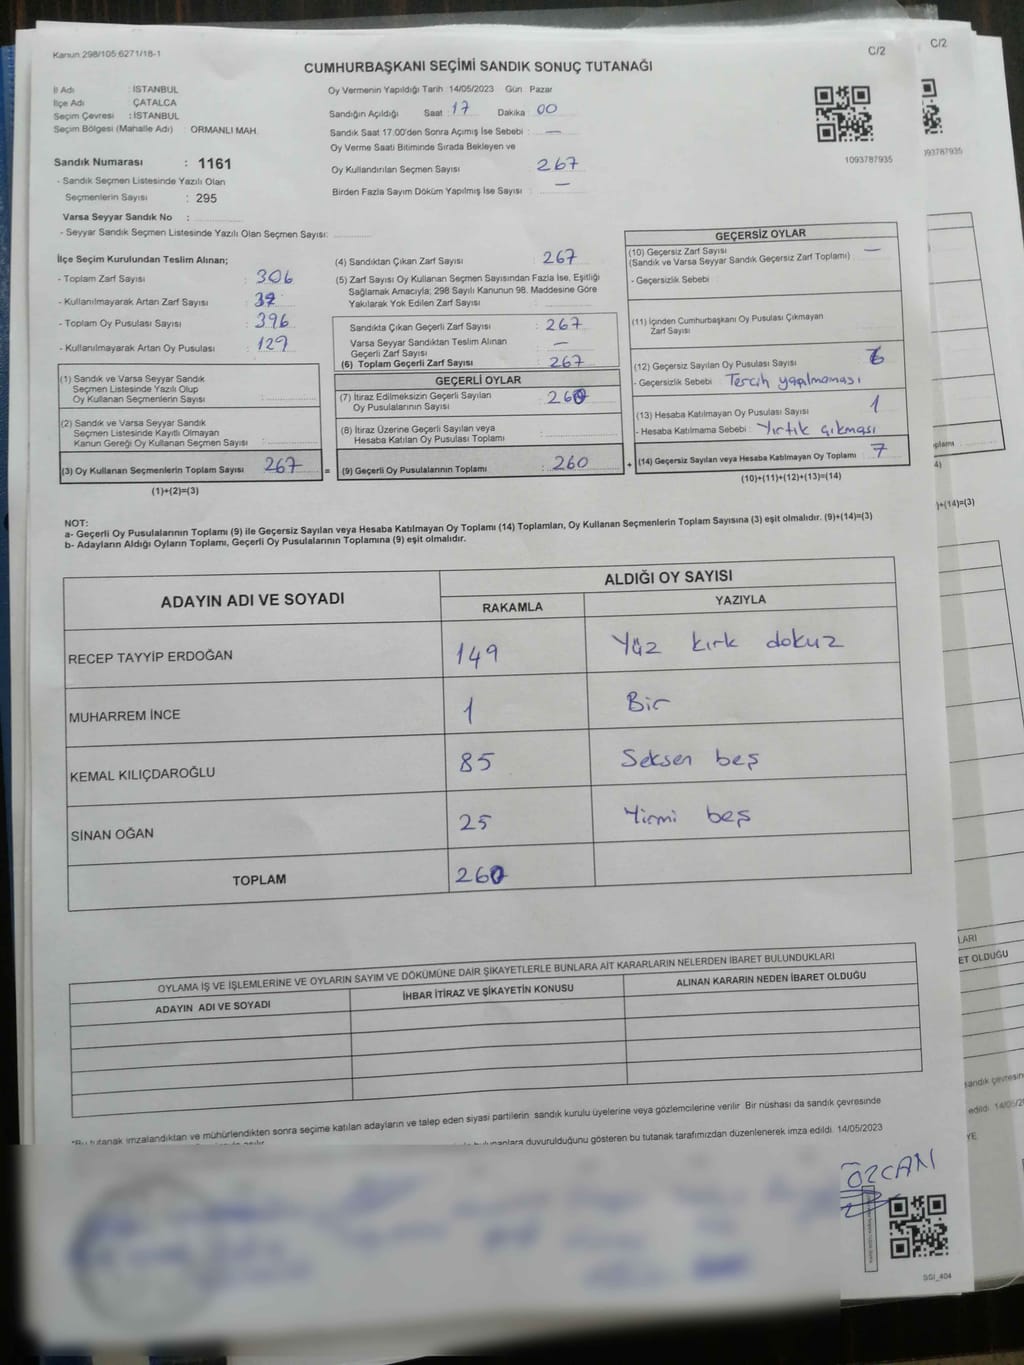 Kanun:298/105:6271/18-1
C/2
C/2
CUMHURBAŞKANI SEÇİMİ SANDIK SONUÇ TUTANAĞI
İl Adı : İSTANBUL
İlçe Adı : ÇATALCA
Seçim Çevresi : İSTANBUL
Seçim Bölgesi (Mahalle Adı) : ORMANLI MAH.
Oy Vermenin Yapıldığı Tarih : 14/05/2023 Gün : Pazar
Sandığın Açıldığı Saat : 17 Dakika : 00
Sandık Saat 17.00'den Sonra Açımış İse Sebebi : —
Oy Verme Saati Bitiminde Sırada Bekleyen ve
Oy Kullandırılan Seçmen Sayısı 267
Birden Fazla Sayım Döküm Yapılmış İse Sayısı : —
1093787935
093787935
Sandık Numarası : 1161
- Sandık Seçmen Listesinde Yazılı Olan
Seçmenlerin Sayısı : 295
Varsa Seyyar Sandık No :
- Seyyar Sandık Seçmen Listesinde Yazılı Olan Seçmen Sayısı:
İlçe Seçim Kurulundan Teslim Alınan;
- Toplam Zarf Sayısı : 306
- Kullanılmayarak Artan Zarf Sayısı :
- Toplam Oy Pusulası Sayısı : 396
- Kullanılmayarak Artan Oy Pusulası : 129
(1) Sandık ve Varsa Seyyar Sandık
Seçmen Listesinde Yazılı Olup
Oy Kullanan Seçmenlerin Sayısı :
(2) Sandık ve Varsa Seyyar Sandık
Seçmen Listesinde Kayıtlı Olmayan
Kanun Gereği Oy Kullanan Seçmen Sayısı :
(3) Oy Kullanan Seçmenlerin Toplam Sayısı 267 =
(1)+(2)=(3)
(4) Sandıktan Çıkan Zarf Sayısı : 267
(5) Zarf Sayısı Oy Kullanan Seçmen Sayısından Fazla İse, Eşitliği
Sağlamak Amacıyla; 298 Sayılı Kanunun 98. Maddesine Göre
Yakılarak Yok Edilen Zarf Sayısı :
Sandıkta Çıkan Geçerli Zarf Sayısı : 267
Varsa Seyyar Sandıktan Teslim Alınan
Geçerli Zarf Sayısı : —
(6) Toplam Geçerli Zarf Sayısı : 267
GEÇERLİ OYLAR
(7) İtiraz Edilmeksizin Geçerli Sayılan
Oy Pusulalarının Sayısı : 260
(8) İtiraz Üzerine Geçerli Sayılan veya
Hesaba Katılan Oy Pusulası Toplamı :
(9) Geçerli Oy Pusulalarının Toplamı : 260 +
GEÇERSİZ OYLAR
(10) Geçersiz Zarf Sayısı
(Sandık ve Varsa Seyyar Sandık Geçersiz Zarf Toplamı) : —
- Geçersizlik Sebebi :
(11) İçinden Cumhurbaşkanı Oy Pusulası Çıkmayan
Zarf Sayısı
(12) Geçersiz Sayılan Oy Pusulası Sayısı : 6
- Geçersizlik Sebebi : Tercih yapılmaması
(13) Hesaba Katılmayan Oy Pusulası Sayısı 1
- Hesaba Katılmama Sebebi : Yırtık çıkması
(14) Geçersiz Sayılan veya Hesaba Katılmayan Oy Toplamı : 7
(10)+(11)+(12)+(13)=(14)
)+(14)=(3)
NOT:
a- Geçerli Oy Pusulalarının Toplamı (9) ile Geçersiz Sayılan veya Hesaba Katılmayan Oy Toplamı (14) Toplamları, Oy Kullanan Seçmenlerin Toplam Sayısına (3) eşit olmalıdır. (9)+(14)=(3)
b- Adayların Aldığı Oyların Toplamı, Geçerli Oy Pusulalarının Toplamına (9) eşit olmalıdır.
ADAYIN ADI VE SOYADI
ALDIĞI OY SAYISI
RAKAMLA YAZIYLA
RECEP TAYYİP ERDOĞAN 149 Yüz kırk dokuz
MUHARREM İNCE 1 Bir
KEMAL KILIÇDAROĞLU 85 Seksen beş
SİNAN OĞAN 25 Yirmi beş
TOPLAM 260
OYLAMA İŞ VE İŞLEMLERİNE VE OYLARIN SAYIM VE DÖKÜMÜNE DAİR ŞİKAYETLERLE BUNLARA AİT KARARLARIN NELERDEN İBARET BULUNDUKLARI
ADAYIN ADI VE SOYADI İHBAR İTİRAZ VE ŞİKAYETİN KONUSU ALINAN KARARIN NEDEN İBARET OLDUĞU
LARI
ET OLDUĞU
*Bu tutanak imzalandıktan ve mühürlendikten sonra seçime katılan adayların ve talep eden siyasi partilerin sandık kurulu üyelerine veya gözlemcilerine verilir. Bir nüshası da sandık çevresinde
bulunanlara duyurulduğunu gösteren bu tutanak tarafımızdan düzenlenerek imza edildi. 14/05/2023
sandık çevresin
edildi. 14/05/2
YE
ÖZCAN
SGI_404